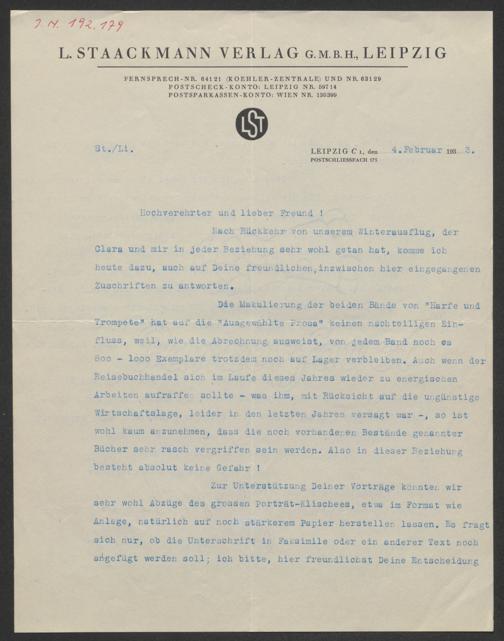 J.N. 192.179
L. STAACKMANN VERLAG G.M.B.H., LEIPZIG
FERNSPRECH-NR. 64121 (KOEHLER-ZENTRALE) UND NR. 63129
POSTSCHECK-KONTO: LEIPZIG NR. 59714
POSTSPARKASSEN-KONTO: WIEN NR. 130399
LST
St./Li.
LEIPZIG C 1, den 4.Februar 193 3.
POSTSCHLIESSFACH 171
Hochverehrter und lieber Freund !
Nach Rückkehr von unserem Winterausflug, der
Clara und mir in jeder Beziehung sehr wohl getan hat, komme ich
heute dazu, auch auf Deine freundlichen, inzwischen hier eingegangenen
Zuschriften zu antworten.
Die Makulierung der beiden Bände von "Harfe und
Trompete" hat auf die "Ausgewählte Prosa" keinen nachteiligen Ein-
fluss, weil, wie die Abrechnung ausweist, von jedem Band noch ca
800 - 1000 Exemplare trotzdem noch auf Lager verbleiben. Auch wenn der
Reisebuchhandel sich im Laufe dieses Jahres wieder zu energischen
Arbeiten aufraffen sollte - was ihm, mit Rücksicht auf die ungünstige
Wirtschaftslage, leider in den letzten Jahren versagt war -, so ist
wohl kaum anzunehmen, dass die noch vorhandenen Bestände genannter
Bücher sehr rasch vergriffen sein werden. Also in dieser Beziehung
besteht absolut keine Gefahr !
Zur Unterstützung Deiner Vorträge könnten wir
sehr wohl Abzüge des grossen Porträt-Klischees, etwa im Format wie
Anlage, natürlich auf noch stärkerem Papier herstellen lassen. Es fragt
sich nur, ob die Unterschrift in Faksimile oder ein anderer Text noch
angefügt werden soll; ich bitte, hier freundlichst Deine Entscheidung